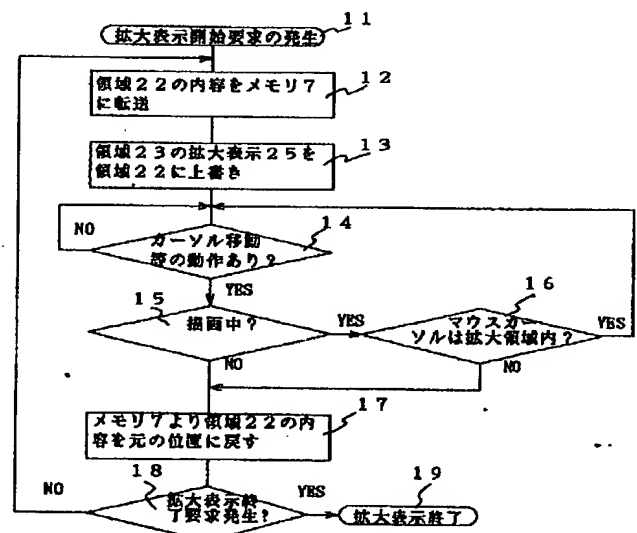 11
拡大表示開始要求の発生
12
領域22の内容をメモリ7
に転送
13
領域23の拡大表示25を
領域22に上書き
14
NO
カーソル移動
等の動作あり?
YES
15
描画中?
YES
16
マウスカー
ソルは拡大領域内?
YES
NO
NO
17
メモリ7より領域22の内
容を元の位置に戻す
18
NO
拡大表示終
了要求発生?
YES
19
拡大表示終了